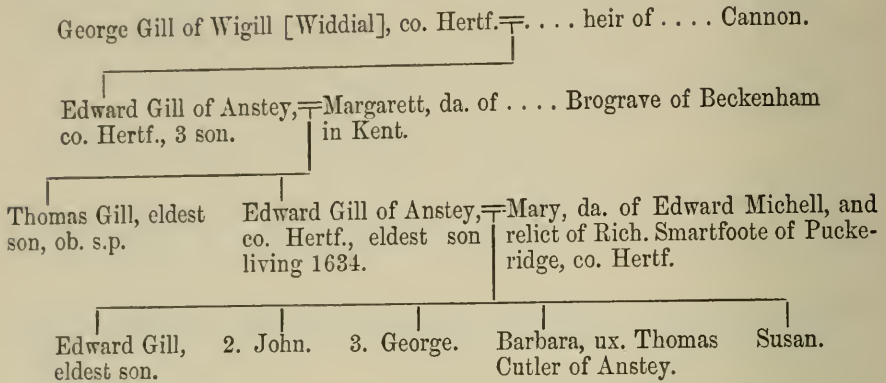 George Gill of Wigill [Widdial], co. Hertf.=. . . . heir of . . . . Cannon.
Edward Gill of Anstey,=Margarett, da. of . . . . Brograve of Beckenham
co. Hertf., 3 son. in Kent.
Thomas Gill, eldest Edward Gill of Anstey,=Mary, da. of Edward Michell, and
son, ob. s.p. co. Hertf., eldest son relict of Rich. Smartfoote of Pucke-
living 1634. ridge, co. Hertf.
Edward Gill, 2. John. 3. George. Barbara, ux. Thomas Susan.
eldest son. Cutler of Anstey.